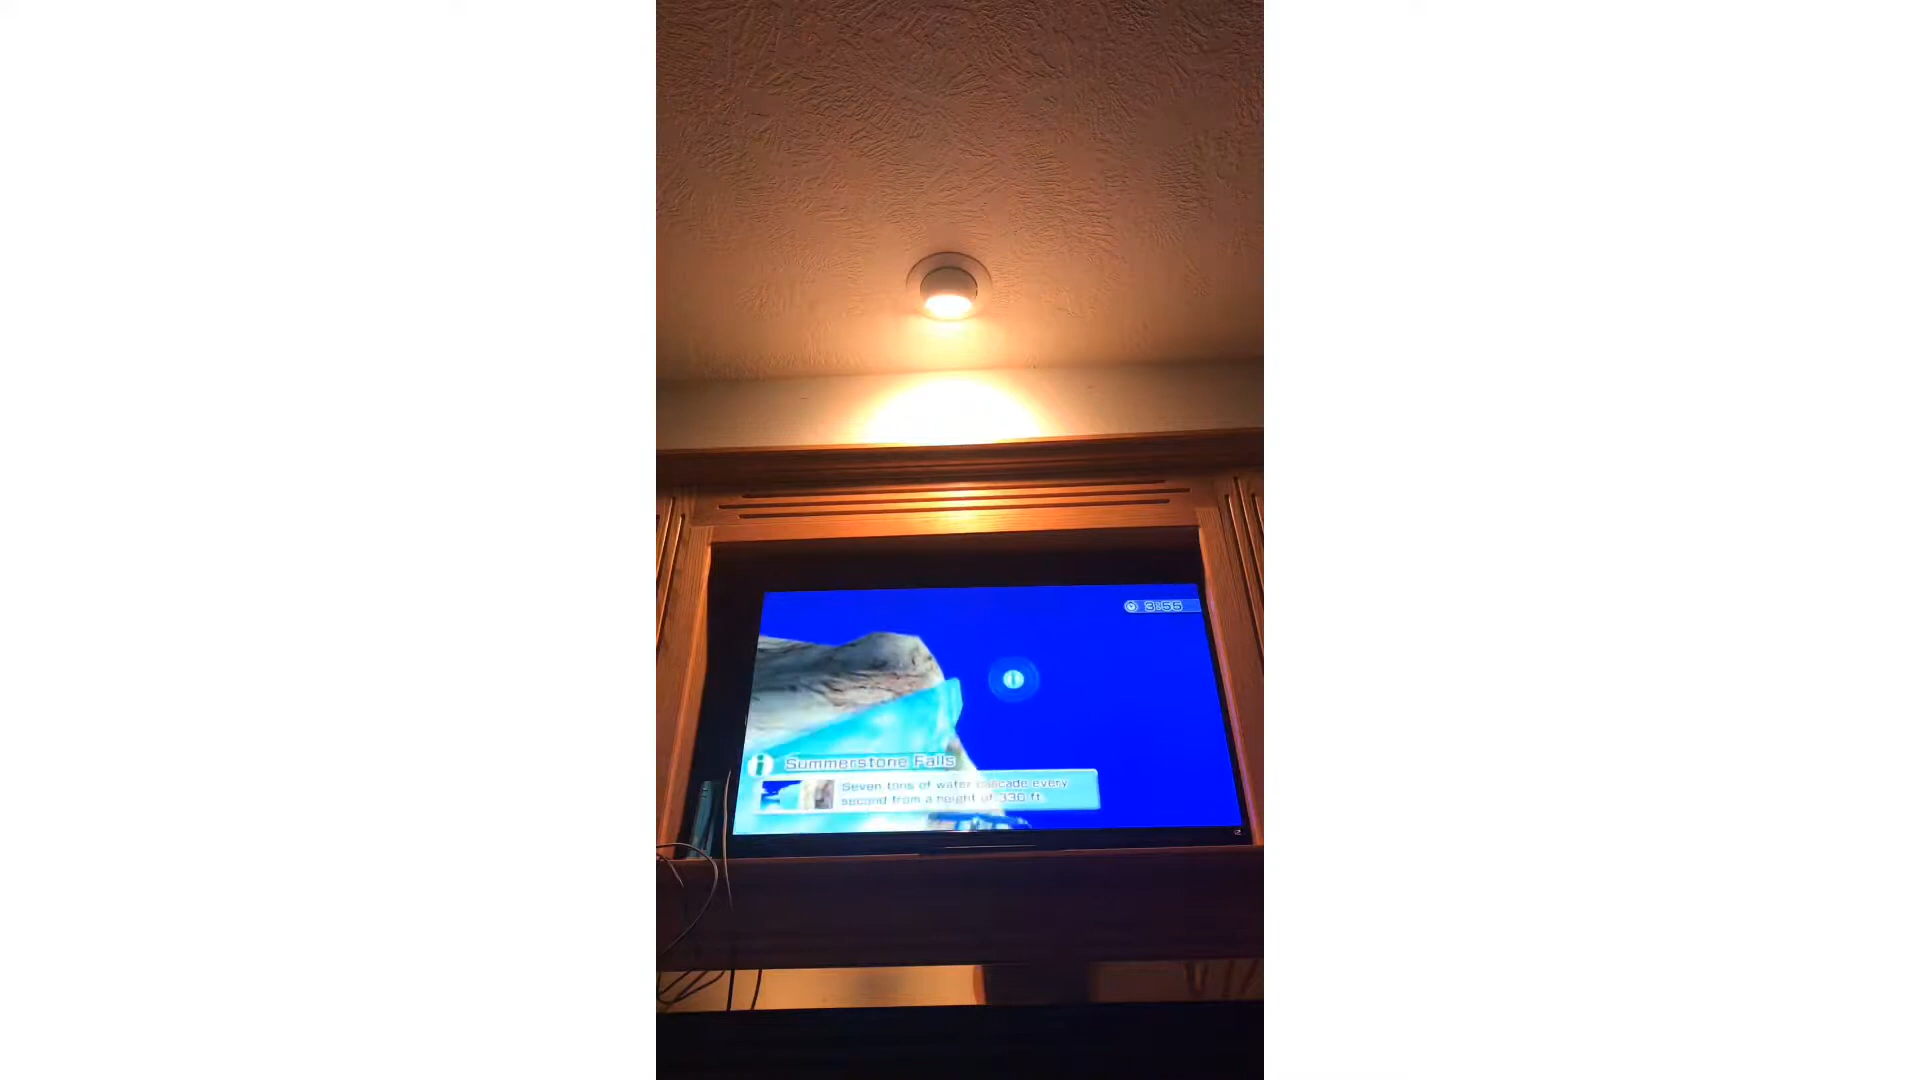 3:55
Summerstone Falls
Seven tons of water cascade every
second from a height of 330 ft.